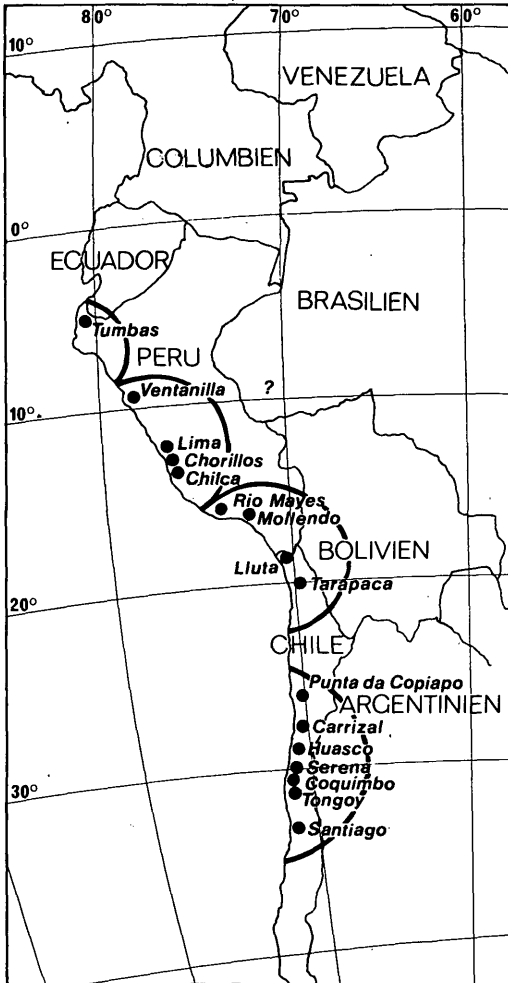 80° 70° 60°
10°
VENEZUELA
COLUMBIEN
0°
ECUADOR
BRASILIEN
Tumbas
PERU
Ventanilla
?
10°
Lima
Chorillos
Chilca
Rio Mayes
Mollendo
BOLIVIEN
Lluta
Tarapaca
20°
CHILE
Punta da Copiapo
ARGENTINIEN
Carrizal
Huasco
Serena
Coquimbo
Tongoy
30°
Santiago